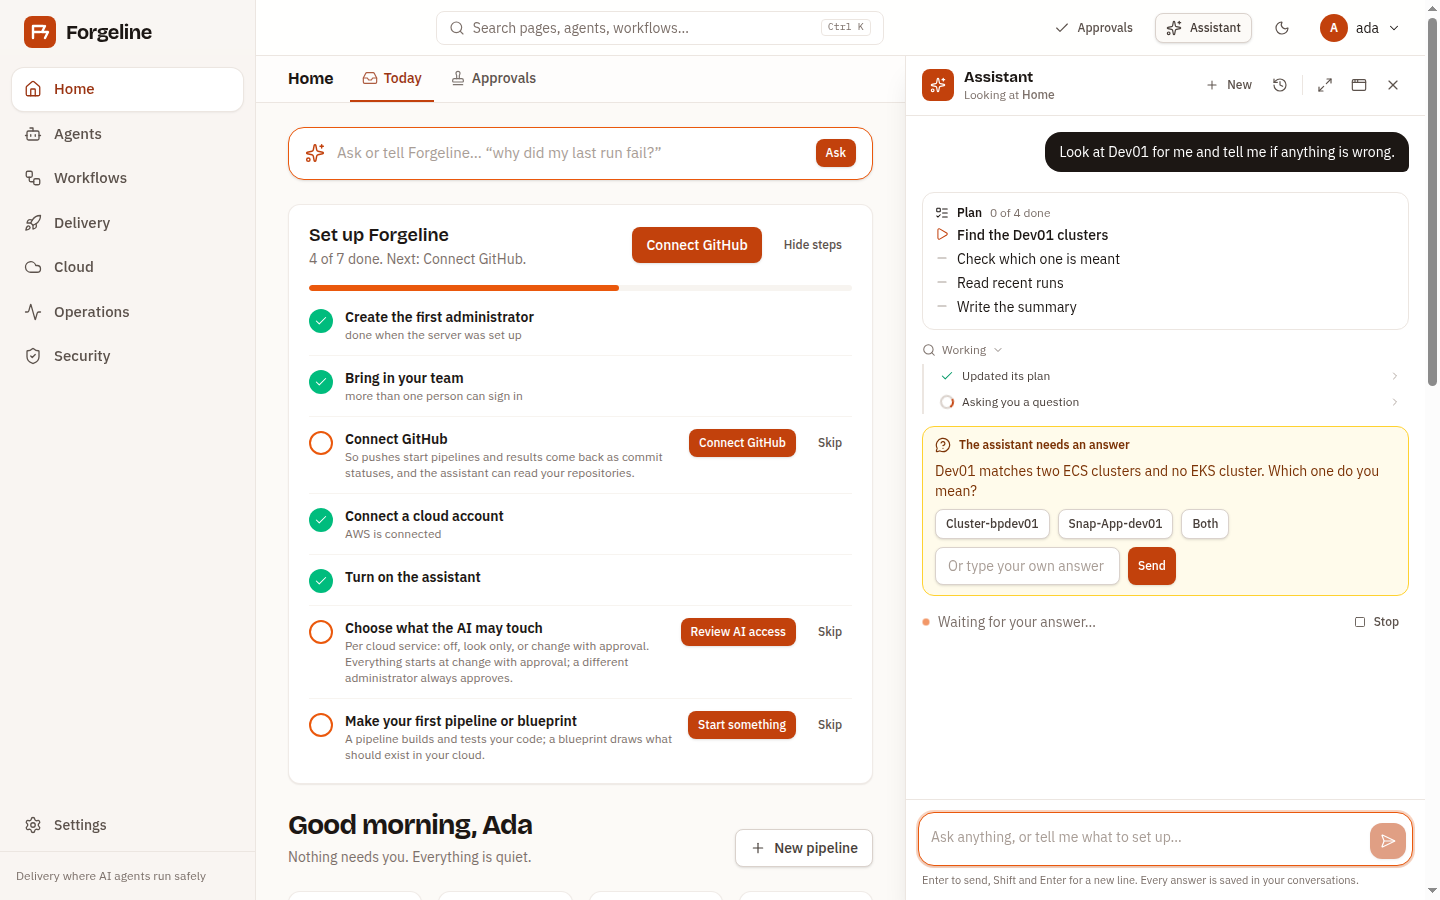 Forgeline
Search pages, agents, workflows...
Ctrl K
Approvals
Assistant
A
ada
Home
Agents
Workflows
Delivery
Cloud
Operations
Security
Settings
Delivery where AI agents run safely
Home
Today
Approvals
Ask or tell Forgeline... “why did my last run fail?”
Ask
Set up Forgeline
4 of 7 done. Next: Connect GitHub.
Connect GitHub
Hide steps
Create the first administrator
done when the server was set up
Bring in your team
more than one person can sign in
Connect GitHub
So pushes start pipelines and results come back as commit
statuses, and the assistant can read your repositories.
Connect GitHub
Skip
Connect a cloud account
AWS is connected
Turn on the assistant
Choose what the AI may touch
Per cloud service: off, look only, or change with approval.
Everything starts at change with approval; a different
administrator always approves.
Review AI access
Skip
Make your first pipeline or blueprint
A pipeline builds and tests your code; a blueprint draws what
should exist in your cloud.
Start something
Skip
Good morning, Ada
Nothing needs you. Everything is quiet.
New pipeline
Assistant
Looking at Home
New
Look at Dev01 for me and tell me if anything is wrong.
Plan 0 of 4 done
Find the Dev01 clusters
Check which one is meant
Read recent runs
Write the summary
Working
Updated its plan
Asking you a question
The assistant needs an answer
Dev01 matches two ECS clusters and no EKS cluster. Which one do you
mean?
Cluster-bpdev01
Snap-App-dev01
Both
Or type your own answer
Send
Waiting for your answer...
Stop
Ask anything, or tell me what to set up...
Enter to send, Shift and Enter for a new line. Every answer is saved in your conversations.